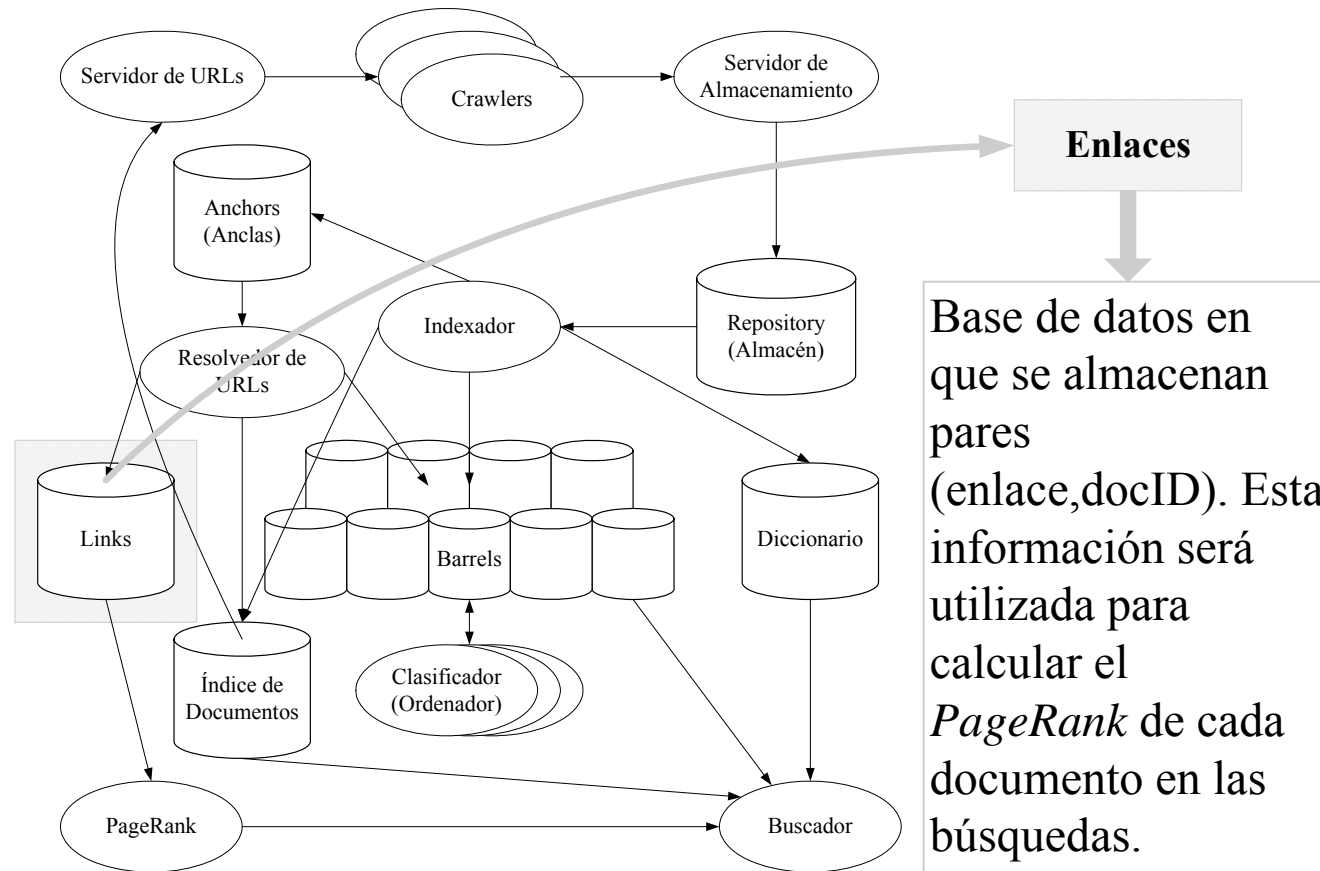 Servidor de URLs
Crawlers
Servidor de
Almacenamiento
Enlaces
Anchors
(Anclas)
Indexador
Repository
(Almacén)
Resolvedor de
URLs
Links
Barrels
Diccionario
Índice de
Documentos
Clasificador
(Ordenador)
PageRank
Buscador
Base de datos en
que se almacenan
pares
(enlace,docID). Esta
información será
utilizada para
calcular el
PageRank de cada
documento en las
búsquedas.